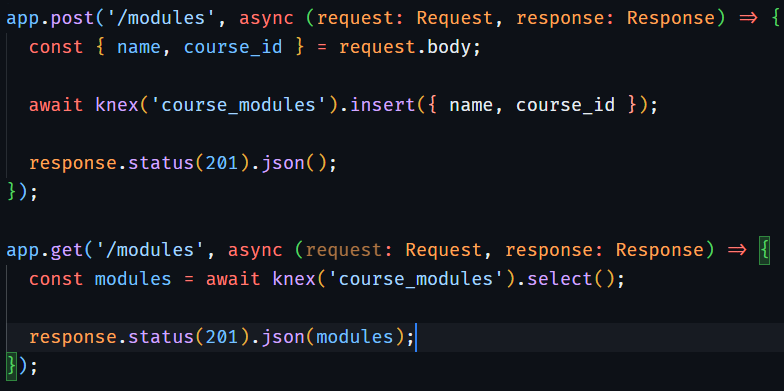 app.post('/modules', async (request: Request, response: Response) => {
  const { name, course_id } = request.body;

  await knex('course_modules').insert({ name, course_id });

  response.status(201).json();
});

app.get('/modules', async (request: Request, response: Response) => {
  const modules = await knex('course_modules').select();

  response.status(201).json(modules);
});